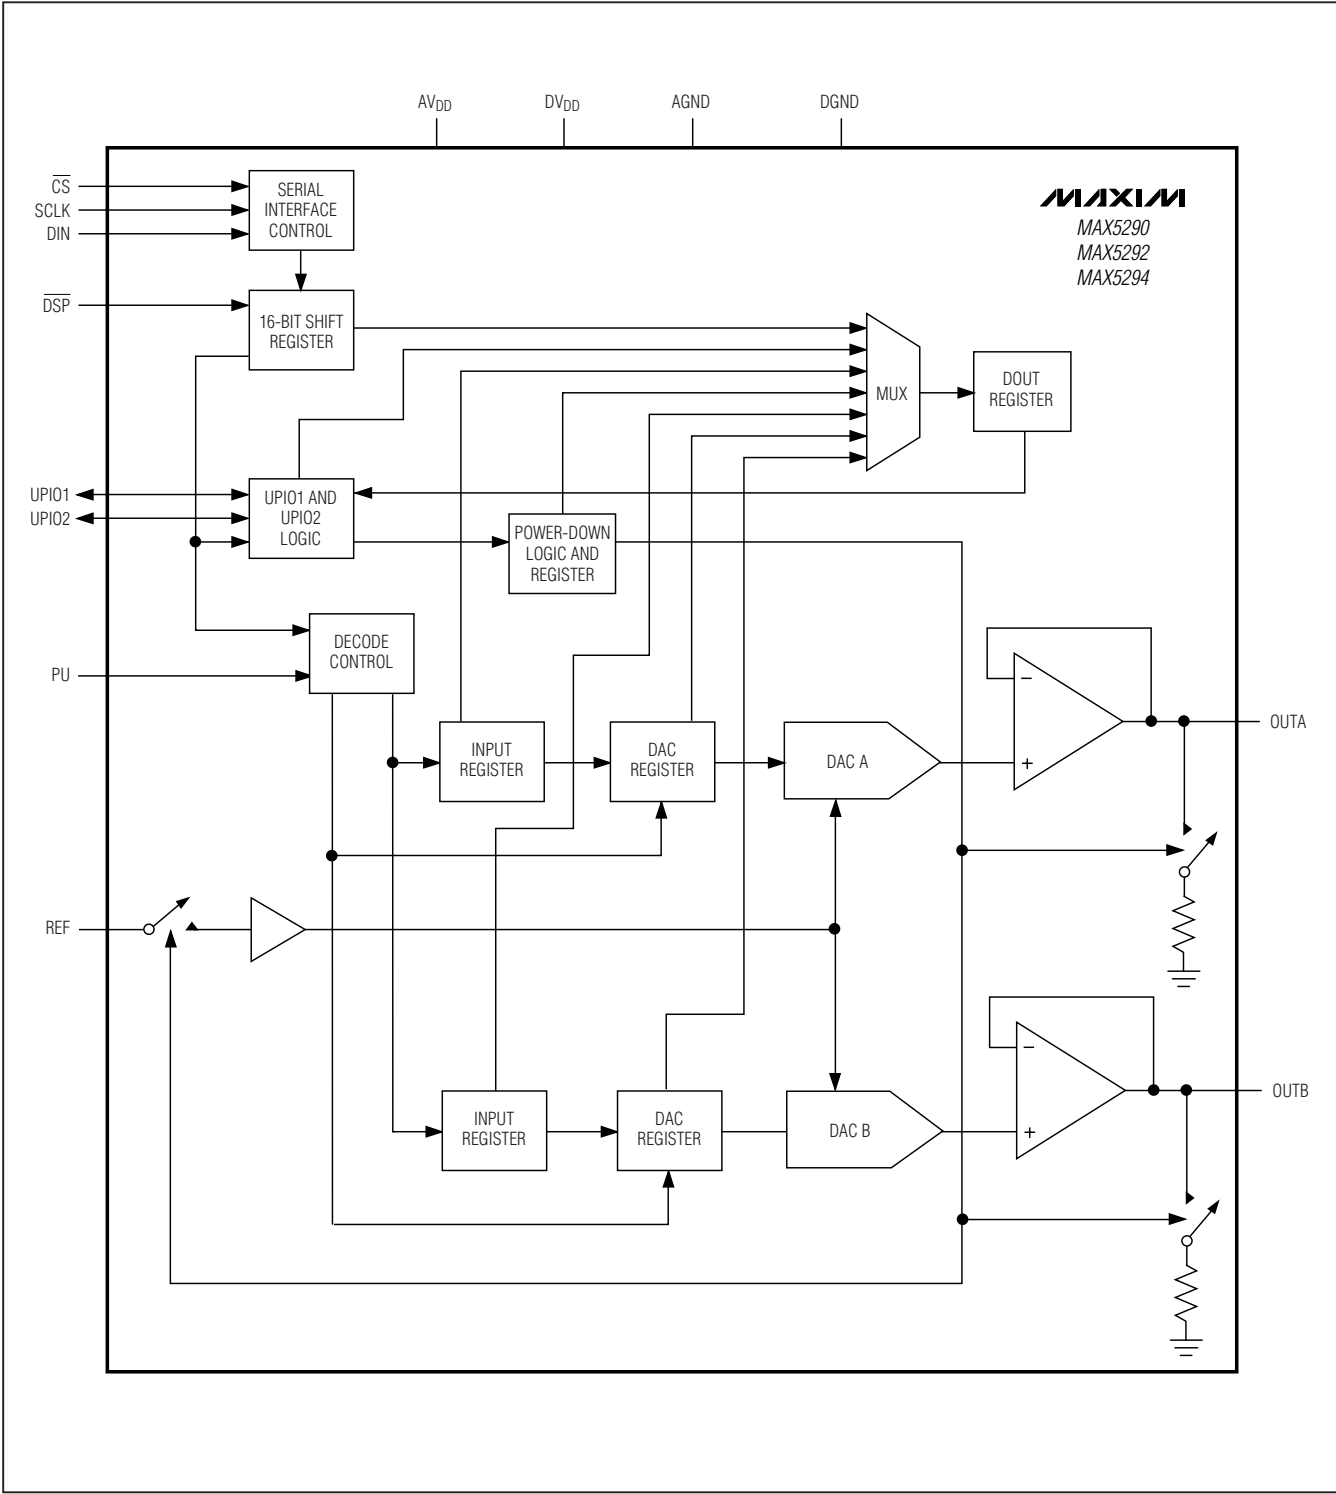 AVDD DVDD AGND DGND
CS
SCLK
DIN
SERIAL
INTERFACE
CONTROL
MAXIM
MAX5290
MAX5292
MAX5294
DSP
16-BIT SHIFT
REGISTER
MUX
DOUT
REGISTER
UPIO1
UPIO2
UPIO1 AND
UPIO2
LOGIC
POWER-DOWN
LOGIC AND
REGISTER
DECODE
CONTROL
PU
INPUT
REGISTER
DAC
REGISTER
DAC A
−
+
OUTA
REF
INPUT
REGISTER
DAC
REGISTER
DAC B
−
+
OUTB